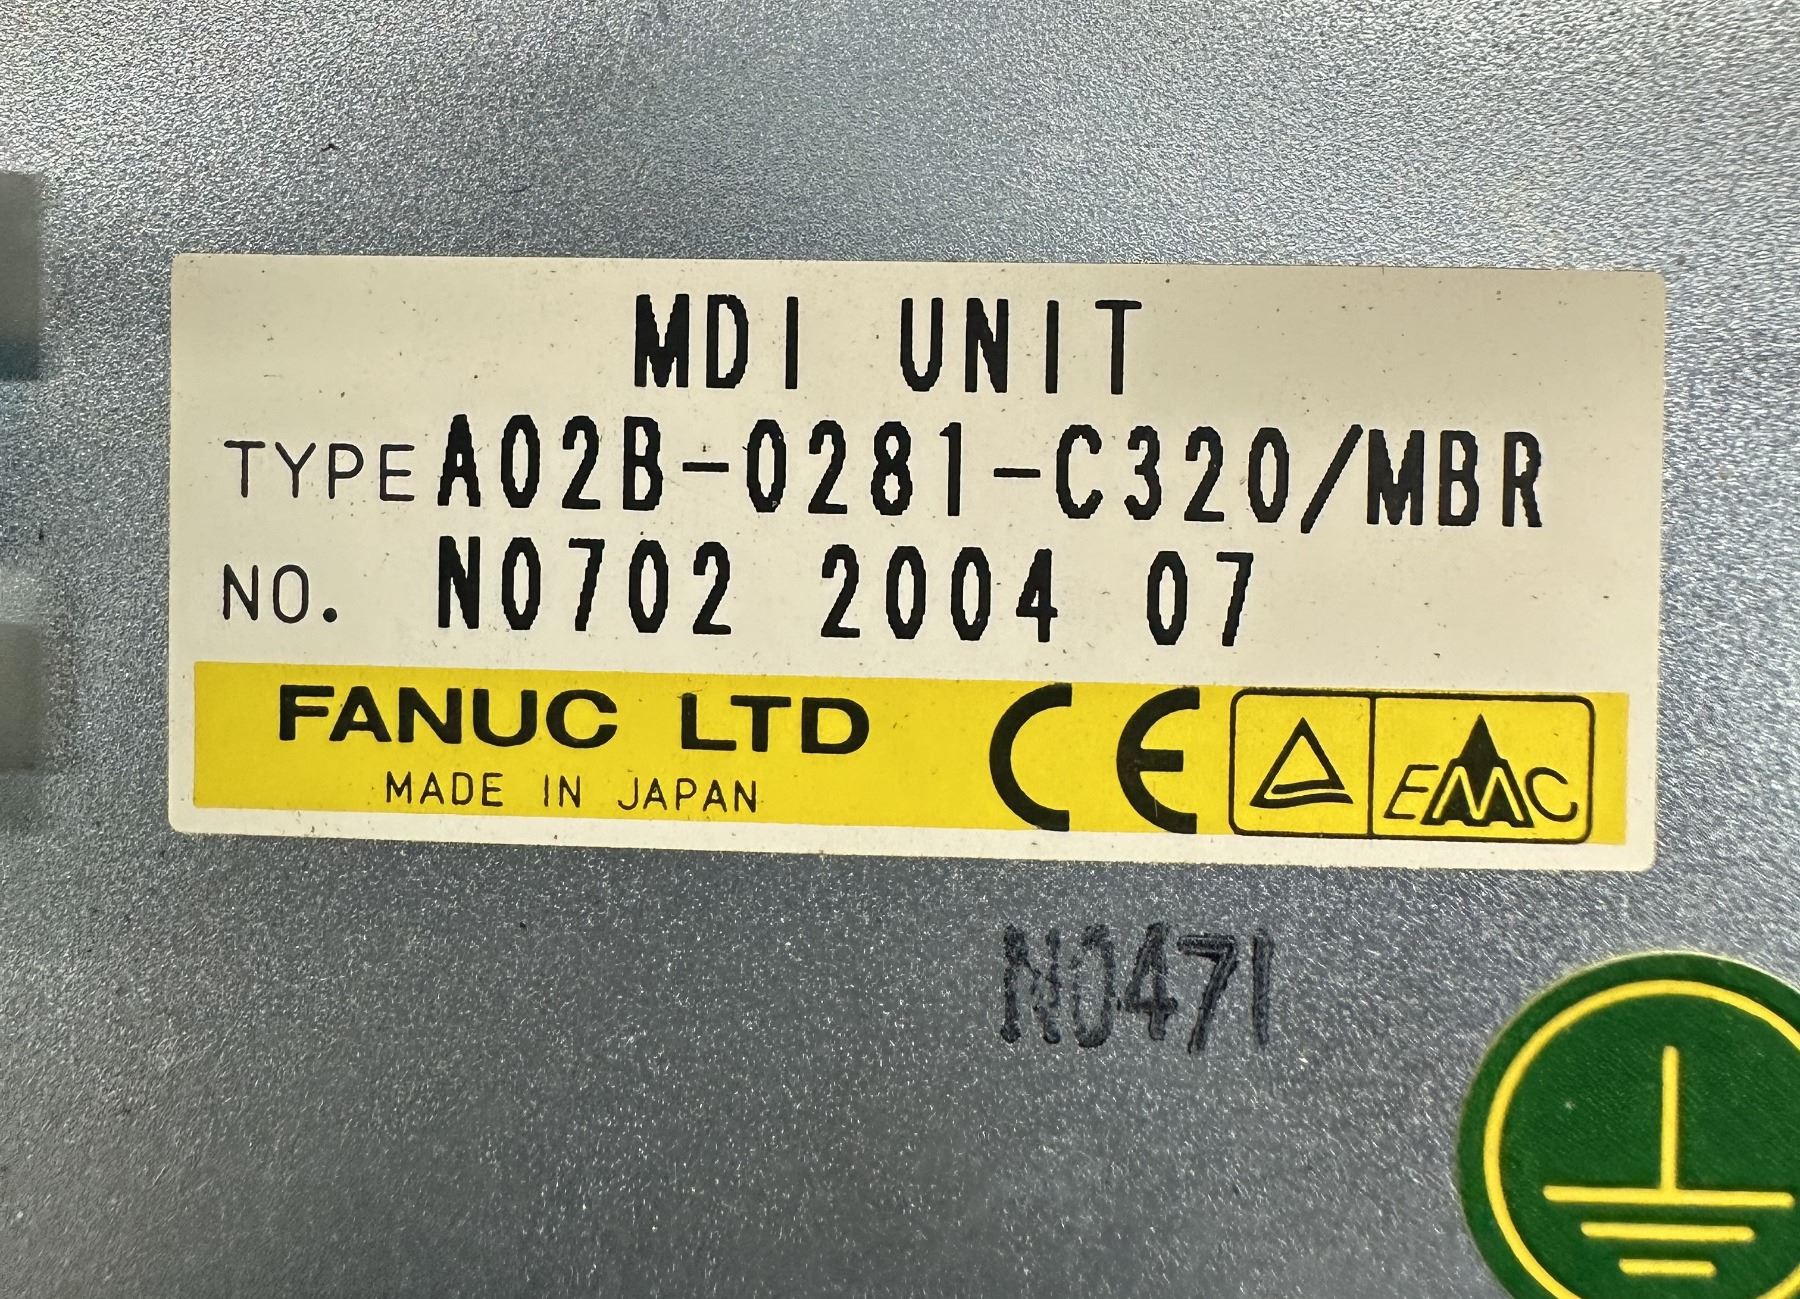 MDI UNIT
TYPE A02B-0281-C320/MBR
NO. N0702 2004 07
FANUC LTD
MADE IN JAPAN
CE
EMC
N0471